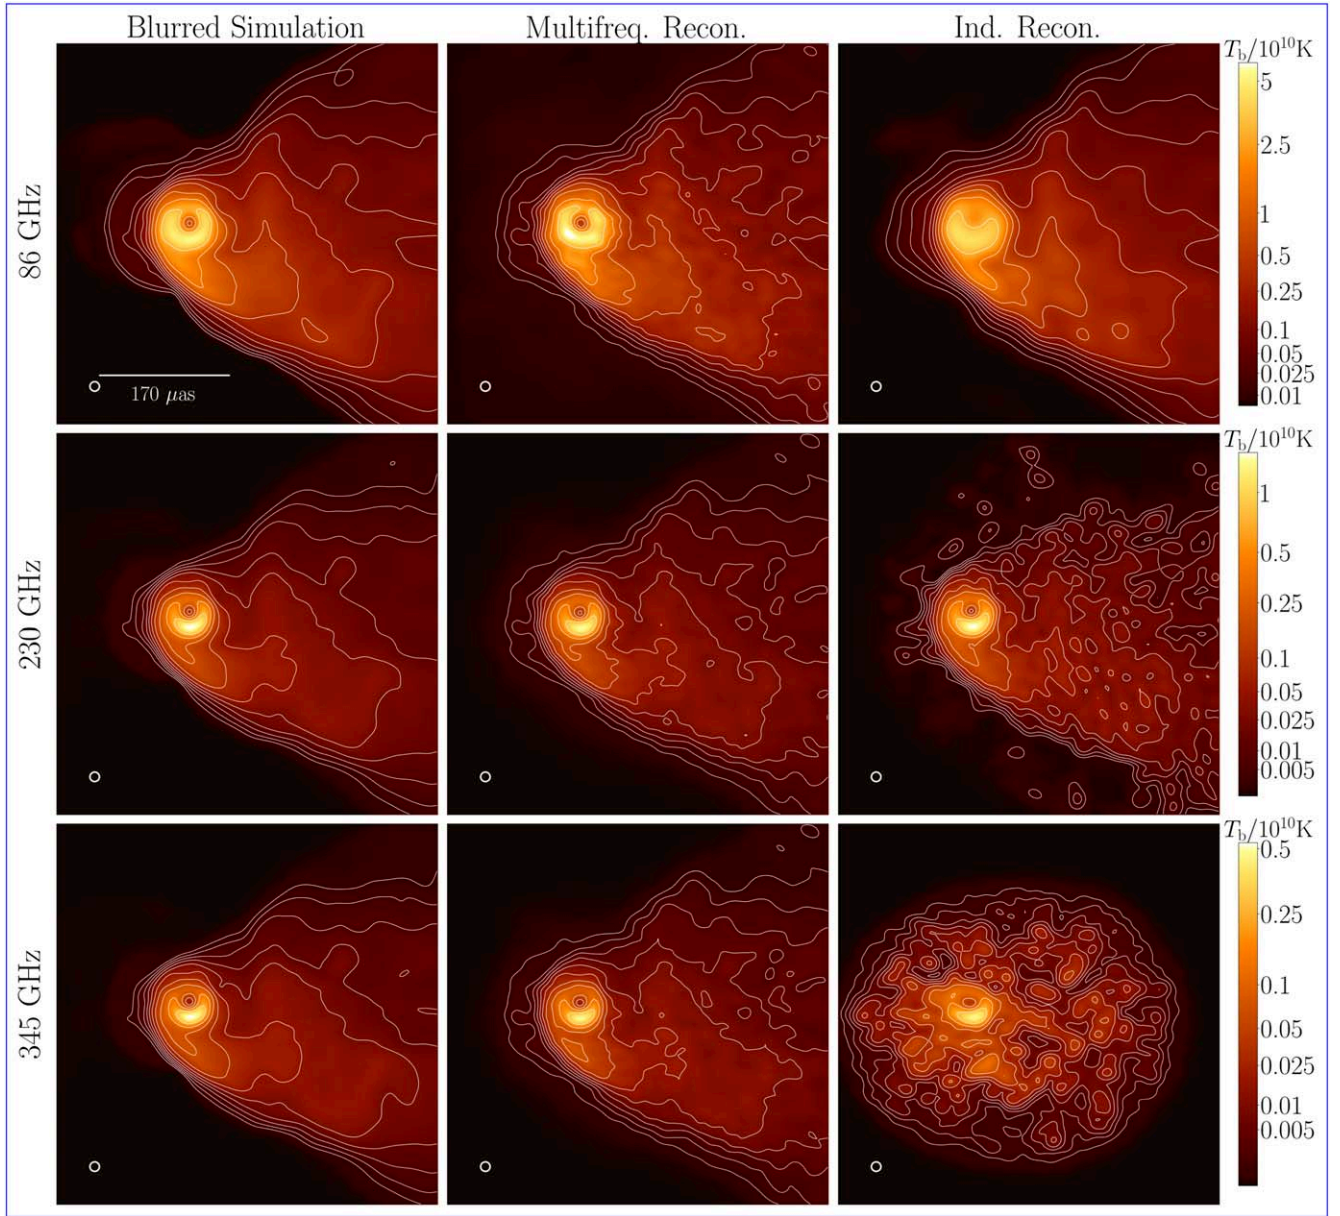 Blurred Simulation
Multifreq. Recon.
Ind. Recon.
86 GHz
170 μas
T_b/10^10K
5
2.5
1
0.5
0.25
0.1
0.05
0.025
0.01
230 GHz
T_b/10^10K
1
0.5
0.25
0.1
0.05
0.025
0.01
0.005
345 GHz
T_b/10^10K
0.5
0.25
0.1
0.05
0.025
0.01
0.005